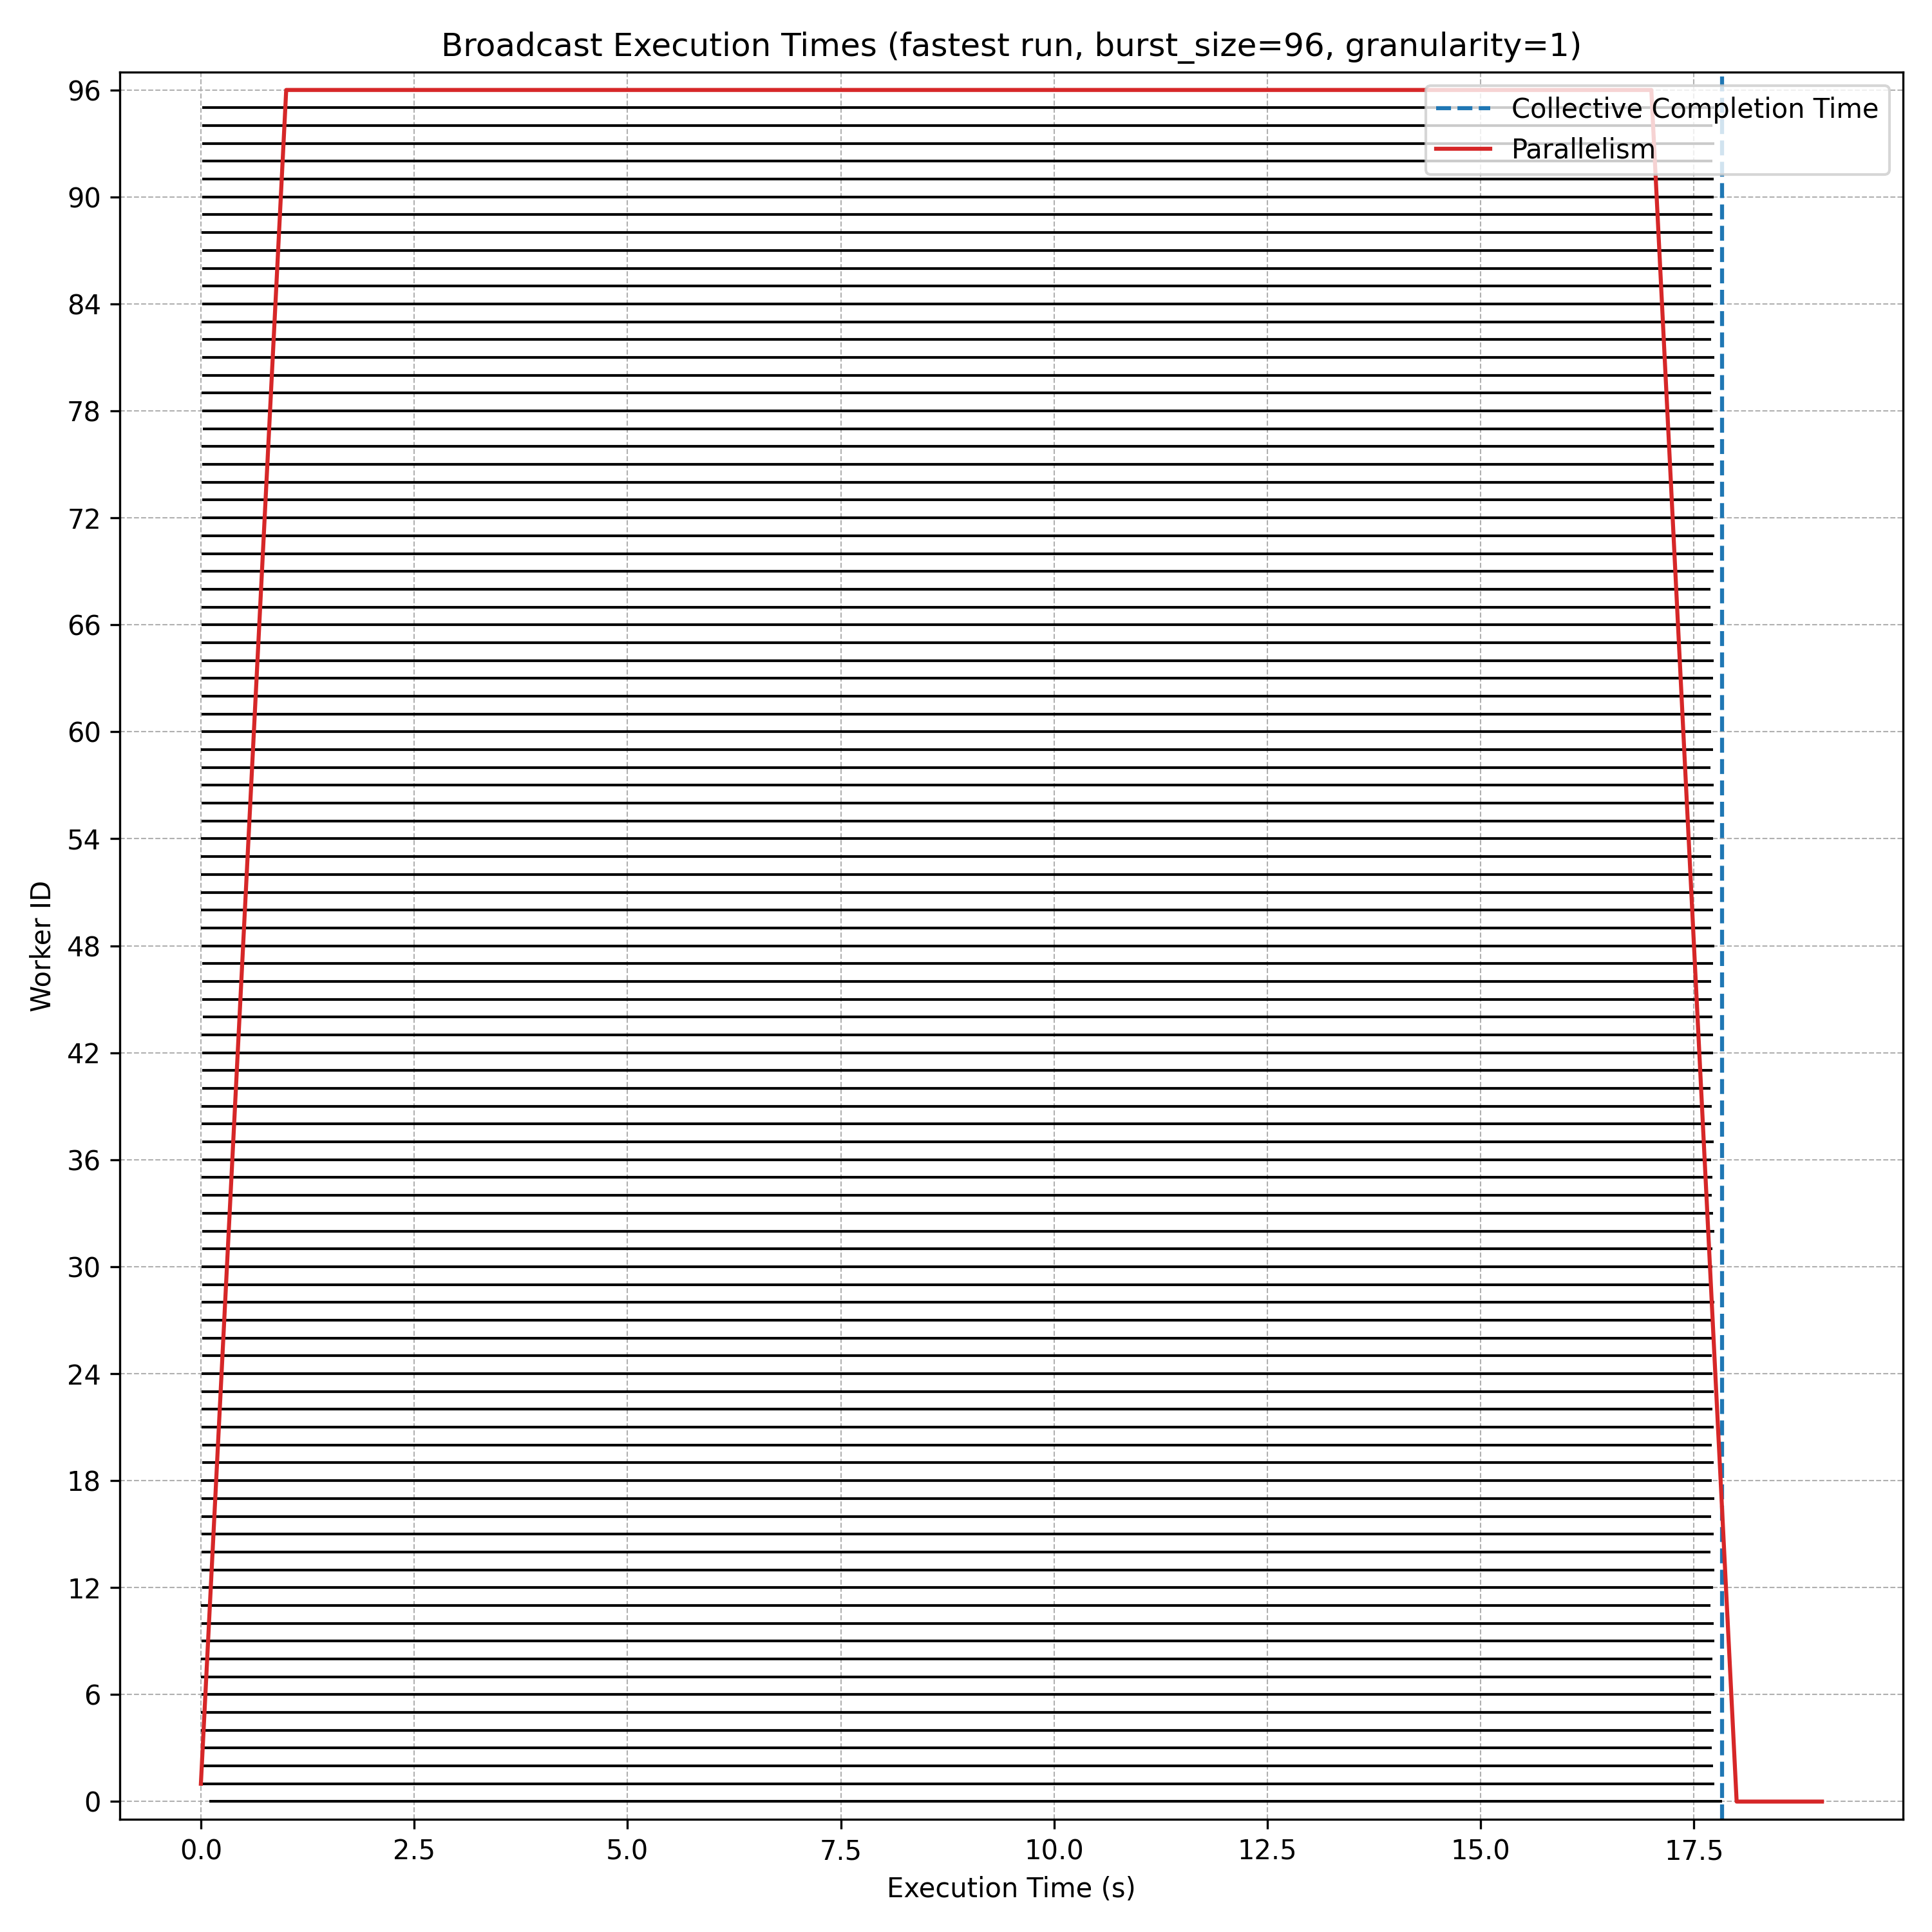 Broadcast Execution Times (fastest run, burst_size=96, granularity=1)
Collective Completion Time
Parallelism
96
90
84
78
72
66
60
54
48
42
36
30
24
18
12
6
0
Worker ID
0.0 2.5 5.0 7.5 10.0 12.5 15.0 17.5
Execution Time (s)